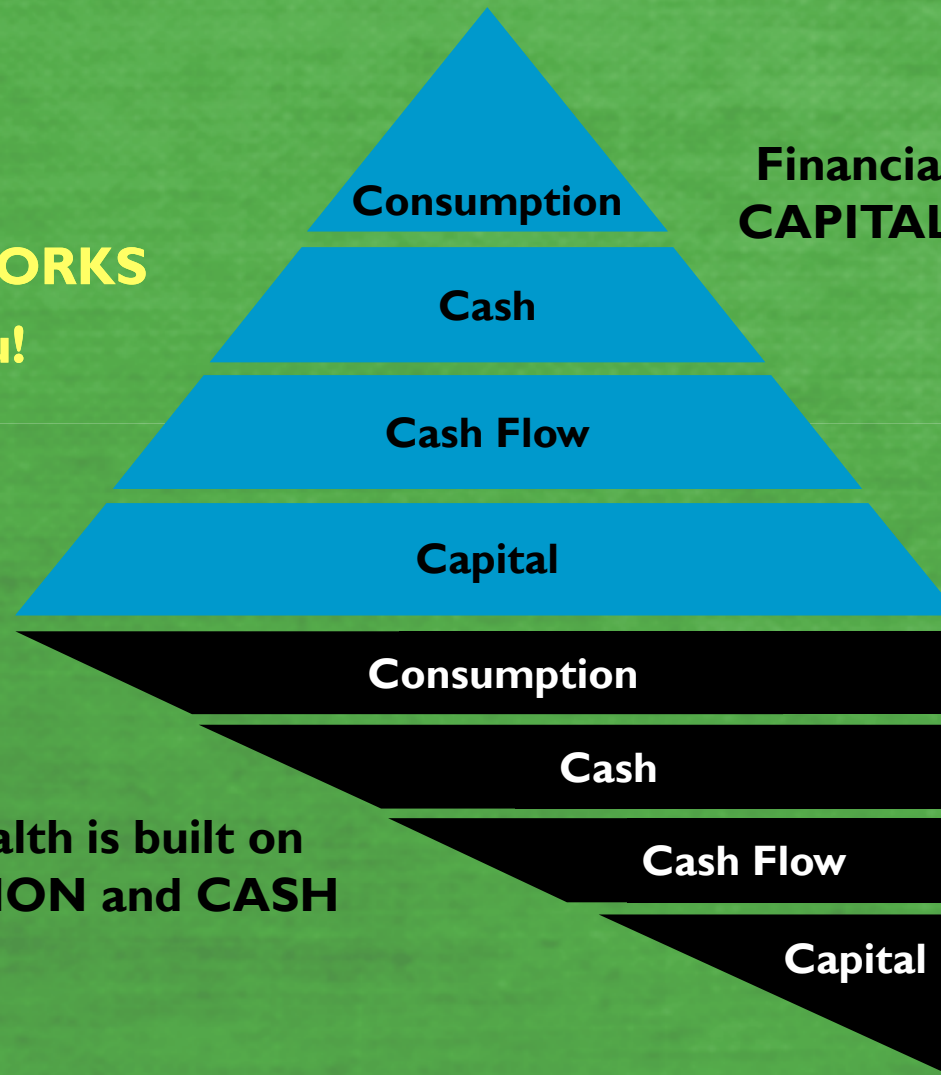 Consumption
Financia
CAPITAL
ORKS
u!
Cash
Cash Flow
Capital
Consumption
Cash
alth is built on
ION and CASH
Cash Flow
Capital